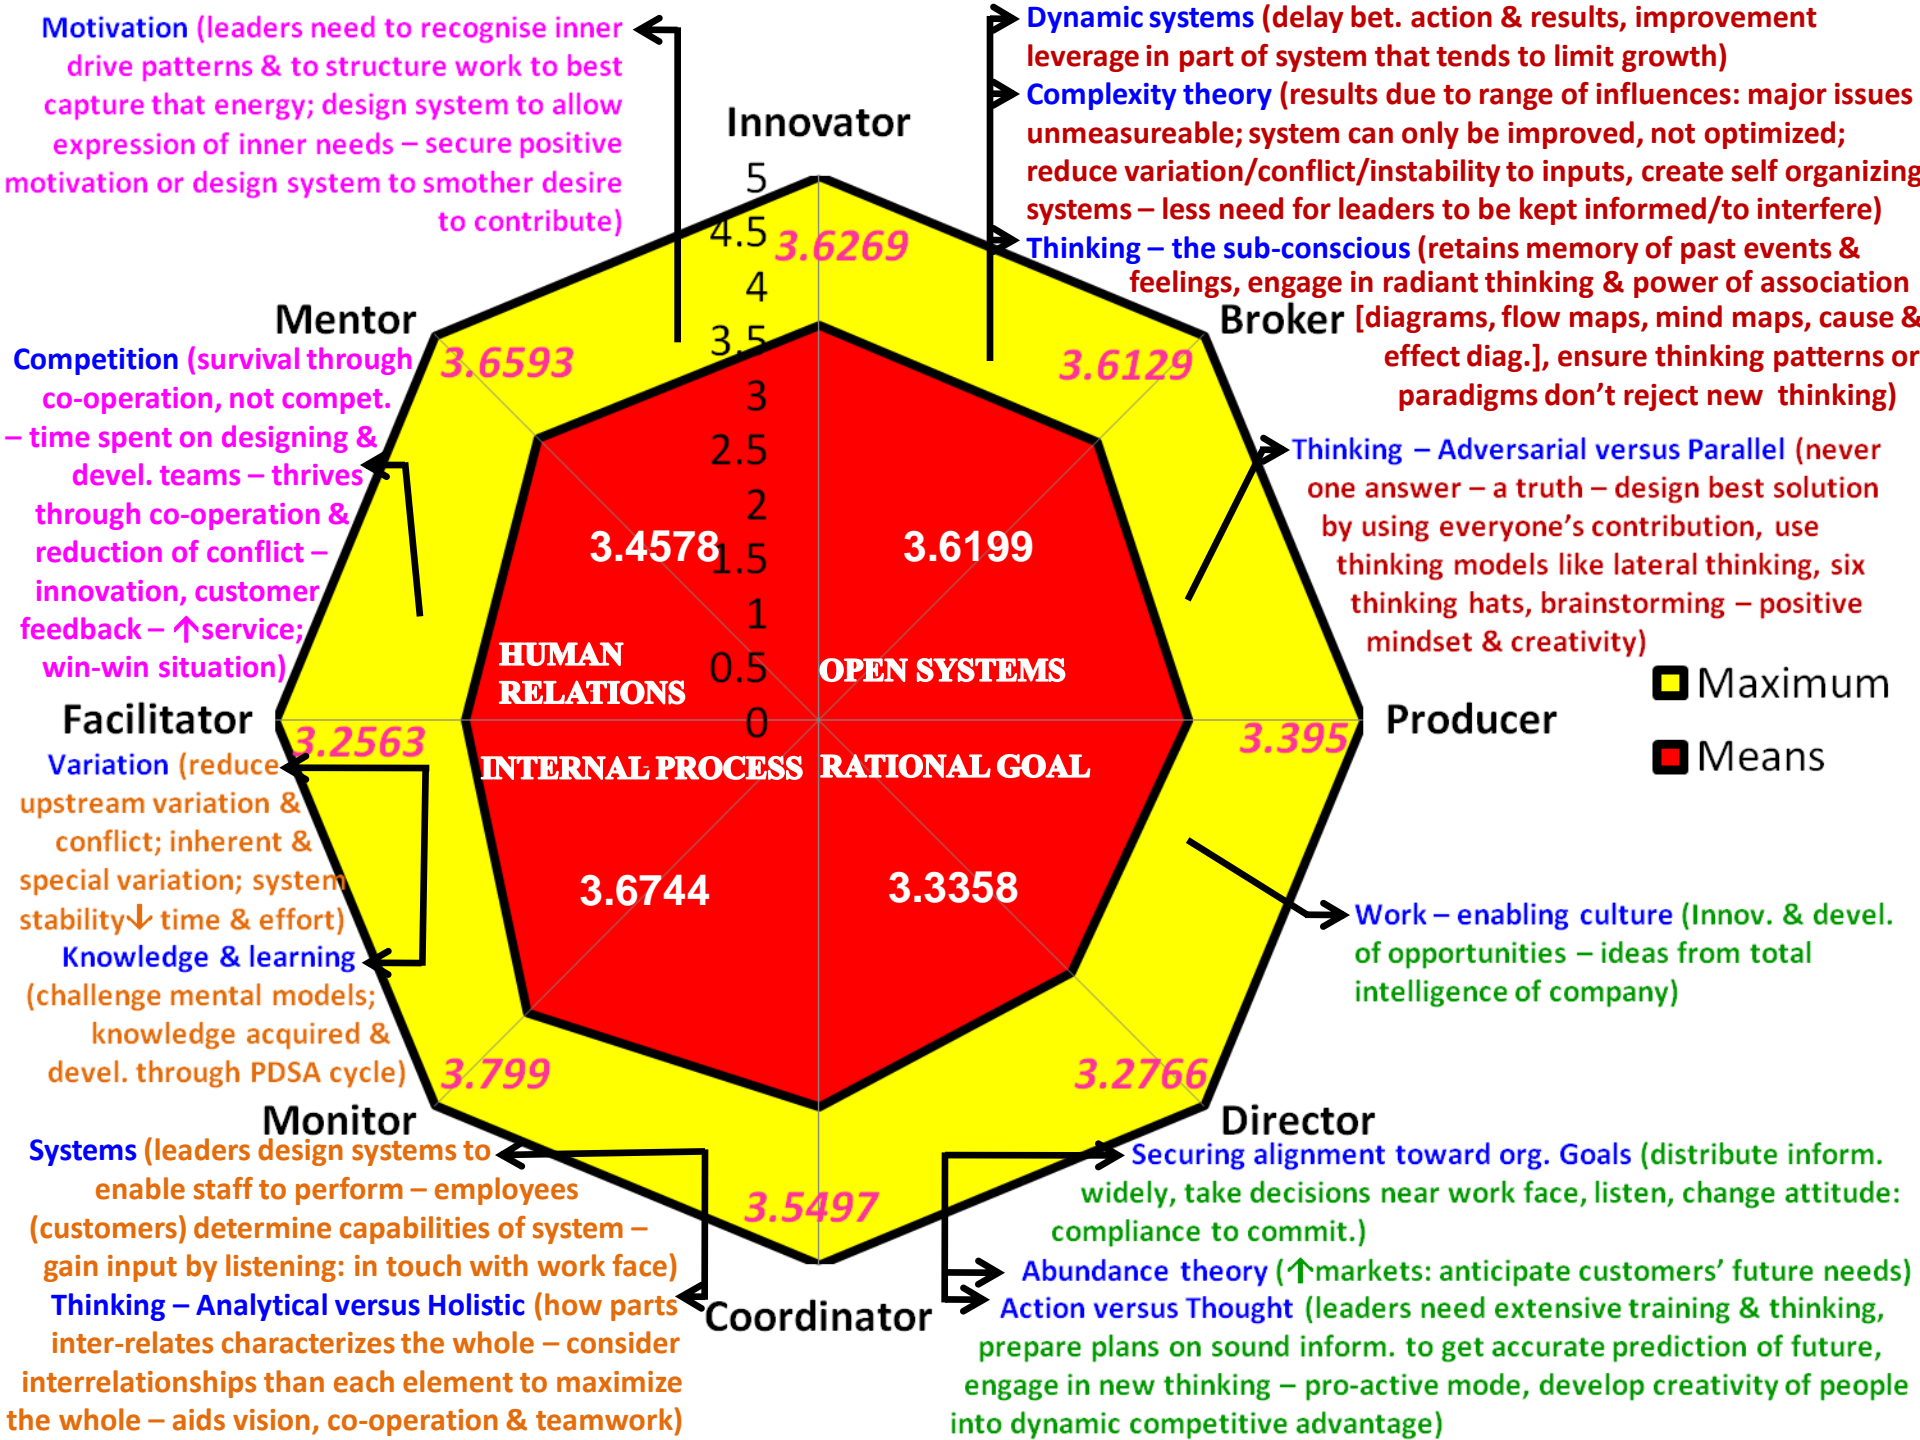 Motivation (leaders need to recognise inner
drive patterns & to structure work to best
capture that energy; design system to allow
expression of inner needs – secure positive
motivation or design system to smother desire
to contribute)
Dynamic systems (delay bet. action & results, improvement
leverage in part of system that tends to limit growth)
Complexity theory (results due to range of influences: major issues
unmeasureable; system can only be improved, not optimized;
reduce variation/conflict/instability to inputs, create self organizing
systems – less need for leaders to be kept informed/to interfere)
Thinking – the sub-conscious (retains memory of past events &
feelings, engage in radiant thinking & power of association
[diagrams, flow maps, mind maps, cause &
effect diag.], ensure thinking patterns or
paradigms don't reject new thinking)
Innovator
5
4.5
4
3.5
3
2.5
2
1.5
1
0.5
0
3.6269
Mentor
3.6593
Broker
3.6129
Competition (survival through
co-operation, not compet.
– time spent on designing &
devel. teams – thrives
through co-operation &
reduction of conflict –
innovation, customer
feedback – ↑service;
win-win situation)
Thinking – Adversarial versus Parallel (never
one answer – a truth – design best solution
by using everyone's contribution, use
thinking models like lateral thinking, six
thinking hats, brainstorming – positive
mindset & creativity)
3.4578
3.6199
HUMAN
RELATIONS
OPEN SYSTEMS
Maximum
Means
Facilitator
3.2563
Producer
3.395
INTERNAL PROCESS
RATIONAL GOAL
3.6744
3.3358
Variation (reduce
upstream variation &
conflict; inherent &
special variation; system
stability↓ time & effort)
Knowledge & learning
(challenge mental models;
knowledge acquired &
devel. through PDSA cycle)
Work – enabling culture (Innov. & devel.
of opportunities – ideas from total
intelligence of company)
3.799
Monitor
3.2766
Director
3.5497
Coordinator
Systems (leaders design systems to
enable staff to perform – employees
(customers) determine capabilities of system –
gain input by listening: in touch with work face)
Thinking – Analytical versus Holistic (how parts
inter-relates characterizes the whole – consider
interrelationships than each element to maximize
the whole – aids vision, co-operation & teamwork)
Securing alignment toward org. Goals (distribute inform.
widely, take decisions near work face, listen, change attitude:
compliance to commit.)
Abundance theory (↑markets: anticipate customers' future needs)
Action versus Thought (leaders need extensive training & thinking,
prepare plans on sound inform. to get accurate prediction of future,
engage in new thinking – pro-active mode, develop creativity of people
into dynamic competitive advantage)